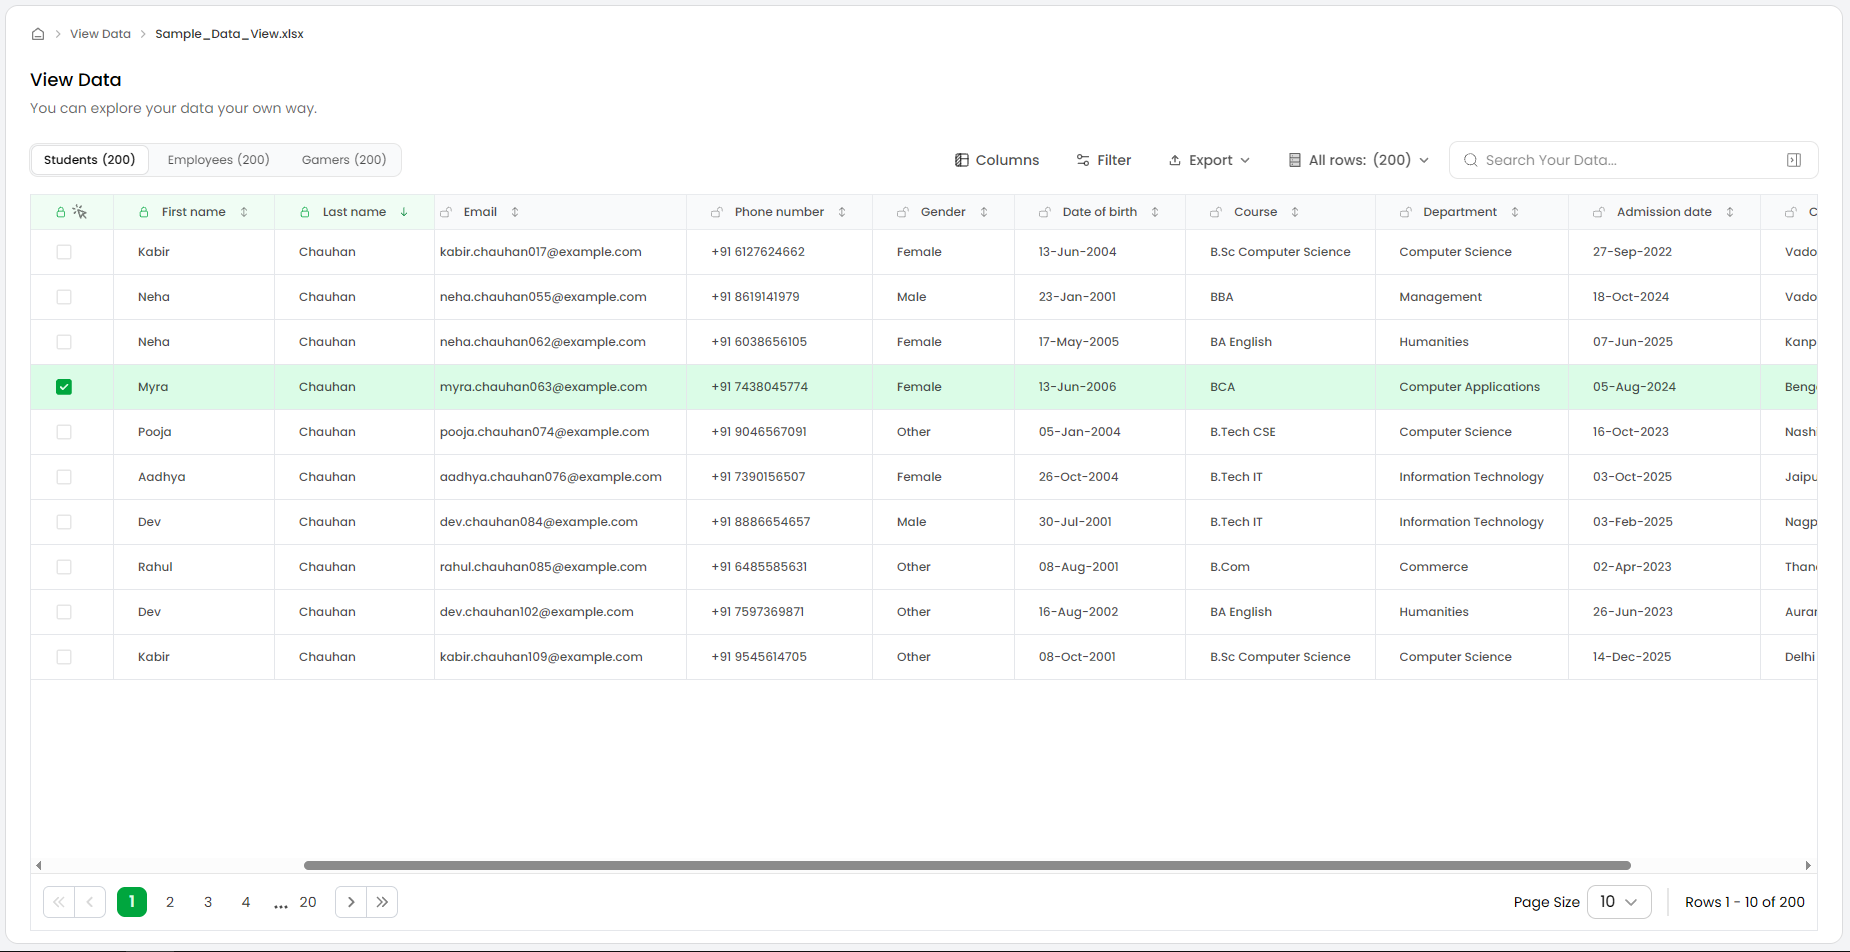 View Data > Sample_Data_View.xlsx
View Data
You can explore your data your own way.
Students (200) Employees (200) Gamers (200) Columns Filter Export All rows: (200) Search Your Data...
First name Last name Email Phone number Gender Date of birth Course Department Admission date C
Kabir Chauhan kabir.chauhan017@example.com +91 6127624662 Female 13-Jun-2004 B.Sc Computer Science Computer Science 27-Sep-2022 Vado
Neha Chauhan neha.chauhan055@example.com +91 8619141979 Male 23-Jan-2001 BBA Management 18-Oct-2024 Vado
Neha Chauhan neha.chauhan062@example.com +91 6038656105 Female 17-May-2005 BA English Humanities 07-Jun-2025 Kanp
Myra Chauhan myra.chauhan063@example.com +91 7438045774 Female 13-Jun-2006 BCA Computer Applications 05-Aug-2024 Beng
Pooja Chauhan pooja.chauhan074@example.com +91 9046567091 Other 05-Jan-2004 B.Tech CSE Computer Science 16-Oct-2023 Nash
Aadhya Chauhan aadhya.chauhan076@example.com +91 7390156507 Female 26-Oct-2004 B.Tech IT Information Technology 03-Oct-2025 Jaipu
Dev Chauhan dev.chauhan084@example.com +91 8886654657 Male 30-Jul-2001 B.Tech IT Information Technology 03-Feb-2025 Nagp
Rahul Chauhan rahul.chauhan085@example.com +91 6485585631 Other 08-Aug-2001 B.Com Commerce 02-Apr-2023 Than
Dev Chauhan dev.chauhan102@example.com +91 7597369871 Other 16-Aug-2002 BA English Humanities 26-Jun-2023 Auran
Kabir Chauhan kabir.chauhan109@example.com +91 9545614705 Other 08-Oct-2001 B.Sc Computer Science Computer Science 14-Dec-2025 Delhi
1 2 3 4 ... 20 Page Size 10 Rows 1 - 10 of 200